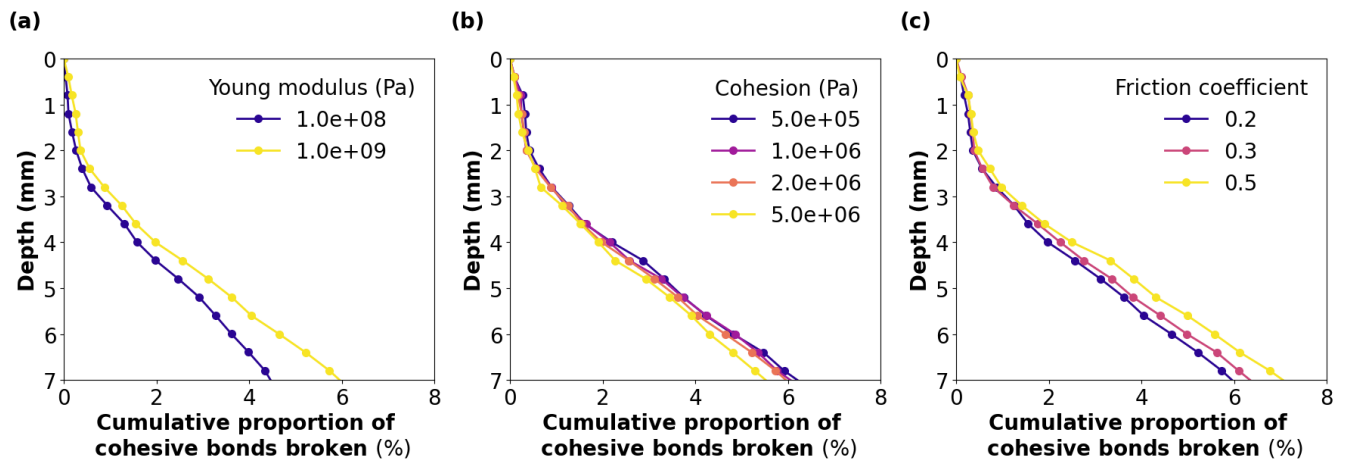 (a)
Young modulus (Pa)
1.0e+08
1.0e+09
Depth (mm)
0
1
2
3
4
5
6
7
0 2 4 6 8
Cumulative proportion of
cohesive bonds broken (%)
(b)
Cohesion (Pa)
5.0e+05
1.0e+06
2.0e+06
5.0e+06
Depth (mm)
0
1
2
3
4
5
6
7
0 2 4 6 8
Cumulative proportion of
cohesive bonds broken (%)
(c)
Friction coefficient
0.2
0.3
0.5
Depth (mm)
0
1
2
3
4
5
6
7
0 2 4 6 8
Cumulative proportion of
cohesive bonds broken (%)